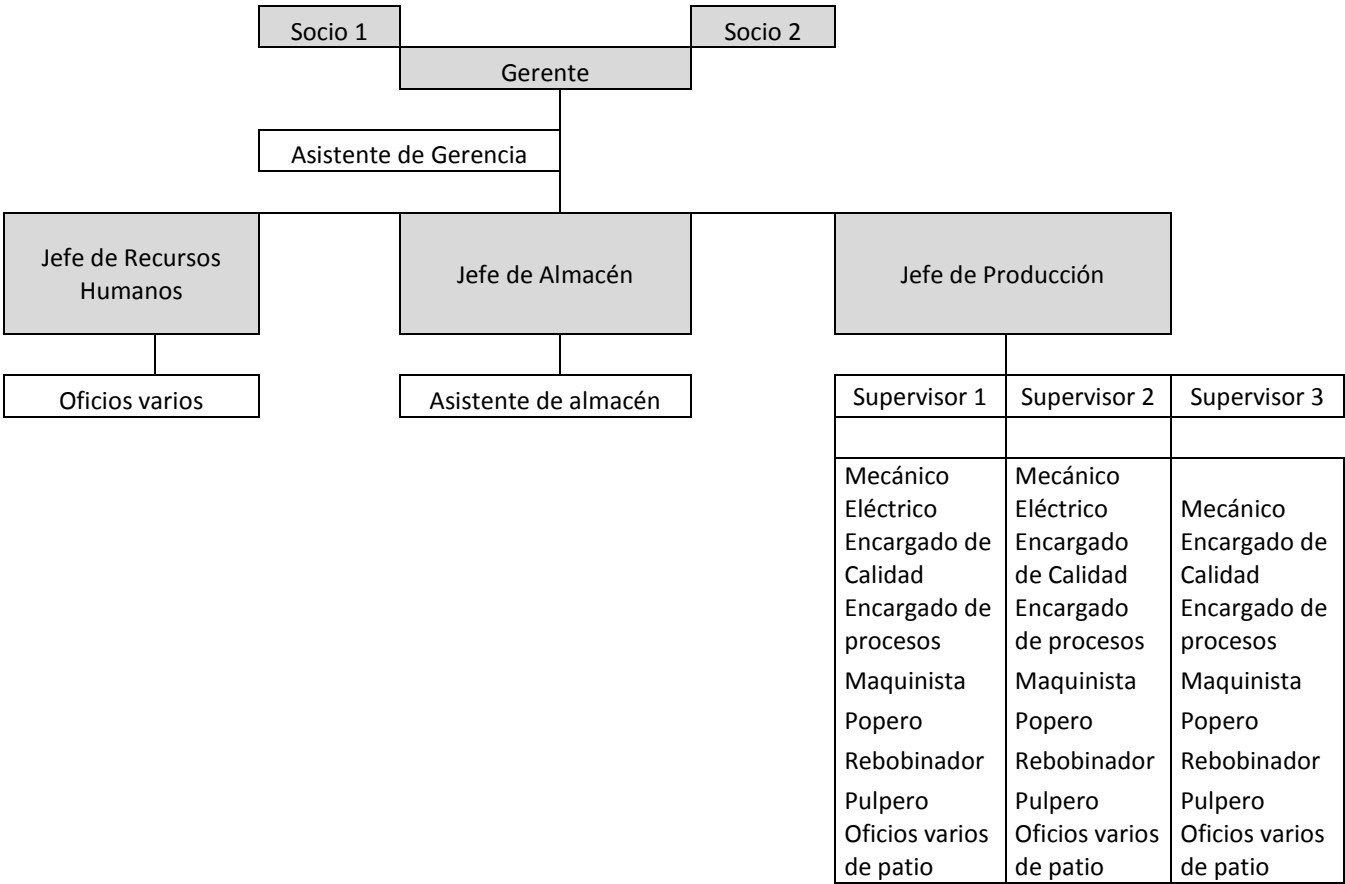 Socio 1
Socio 2
Gerente
Asistente de Gerencia
Jefe de Recursos
Humanos
Jefe de Almacén
Jefe de Producción
Oficios varios
Asistente de almacén
Supervisor 1
Supervisor 2
Supervisor 3
Mecánico
Eléctrico
Encargado de
Calidad
Encargado de
procesos
Maquinista
Popero
Rebobinador
Pulpero
Oficios varios
de patio
Mecánico
Eléctrico
Encargado
de Calidad
Encargado
de procesos
Maquinista
Popero
Rebobinador
Pulpero
Oficios varios
de patio
Mecánico
Encargado de
Calidad
Encargado de
procesos
Maquinista
Popero
Rebobinador
Pulpero
Oficios varios
de patio